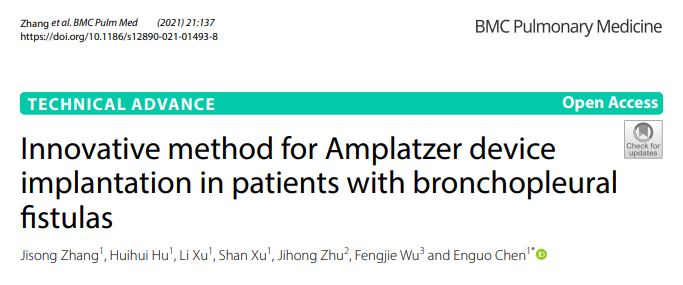 Zhang et al. BMC Pulm Med (2021) 21:137
https://doi.org/10.1186/s12890-021-01493-8
BMC Pulmonary Medicine
TECHNICAL ADVANCE
Open Access
Check for
updates
Innovative method for Amplatzer device
implantation in patients with bronchopleural
fistulas
Jisong Zhang1, Huihui Hu1, Li Xu1, Shan Xu1, Jihong Zhu2, Fengjie Wu3 and Enguo Chen1*
iD